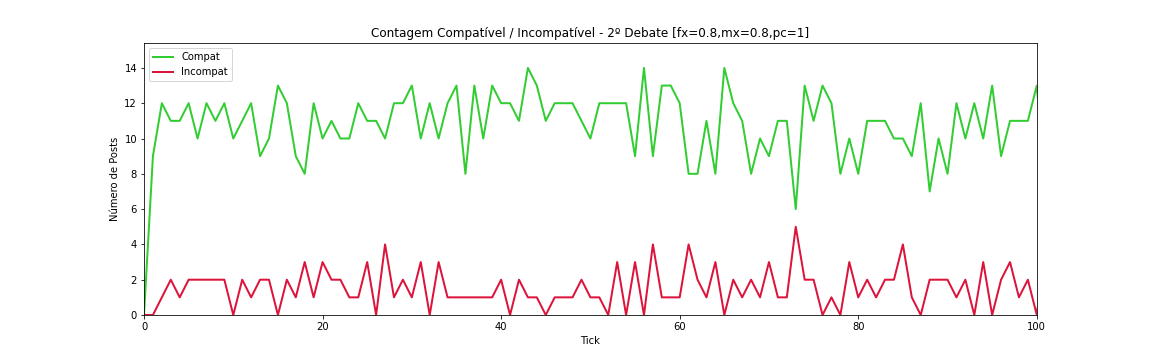 Contagem Compatível / Incompatível - 2º Debate [fx=0.8,mx=0.8,pc=1]
Compat
Incompat
Número de Posts
14
12
10
8
6
4
2
0
0 20 40 60 80 100
Tick